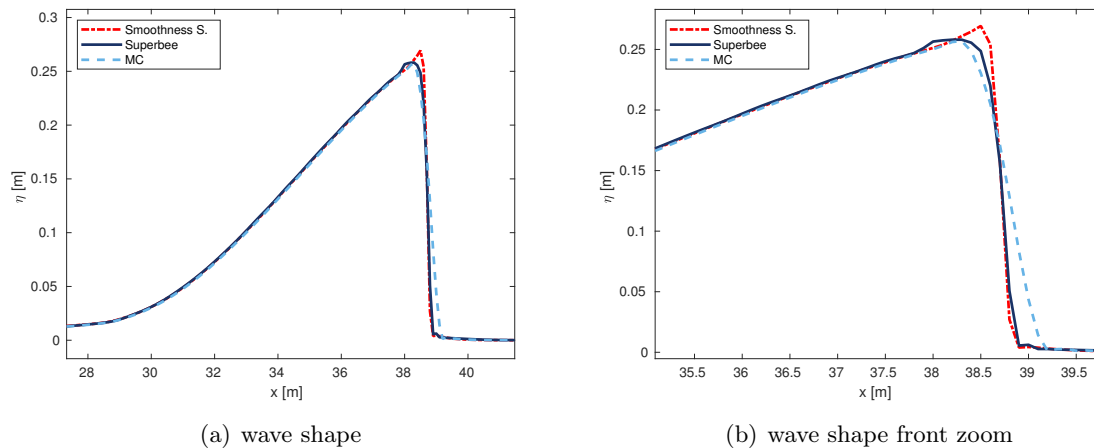 0.3
0.25
0.2
0.15
0.1
0.05
0
η [m]
Smoothness S.
Superbee
MC
28 30 32 34 36 38 40
x [m]
(a) wave shape
0.25
0.2
0.15
0.1
0.05
0
η [m]
Smoothness S.
Superbee
MC
35.5 36 36.5 37 37.5 38 38.5 39 39.5
x [m]
(b) wave shape front zoom